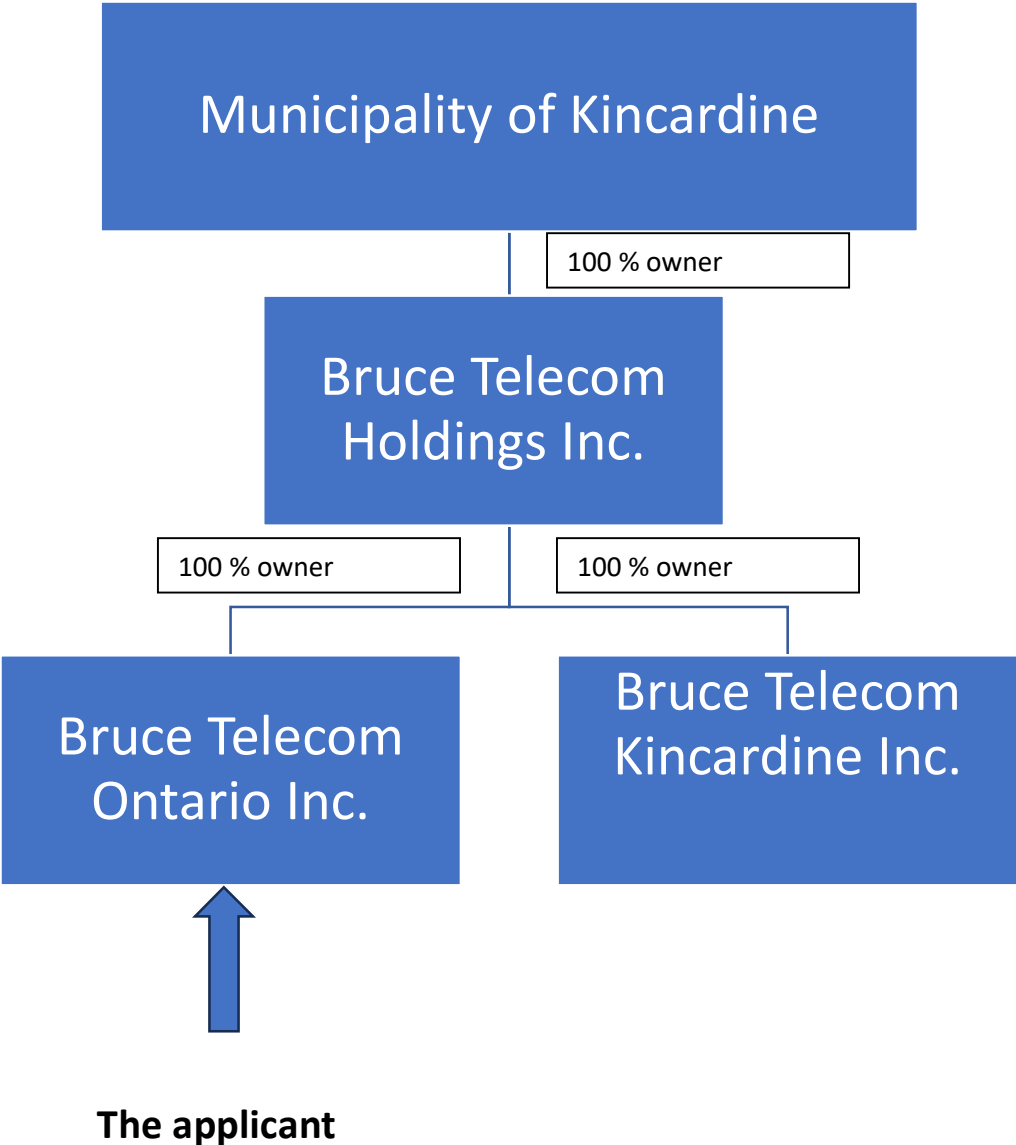 Municipality of Kincardine
100 % owner
Bruce Telecom
Holdings Inc.
100 % owner
100 % owner
Bruce Telecom
Ontario Inc.
Bruce Telecom
Kincardine Inc.
The applicant